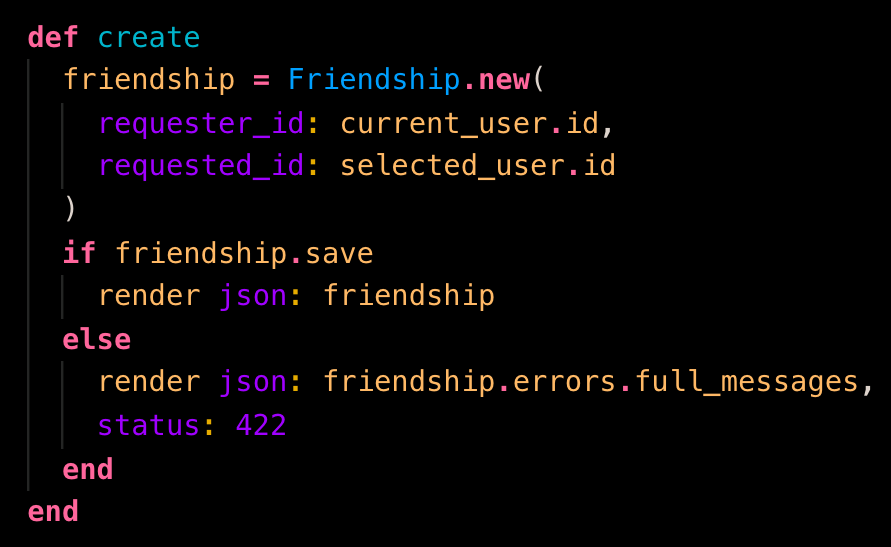 def create
  friendship = Friendship.new(
    requester_id: current_user.id,
    requested_id: selected_user.id
  )
  if friendship.save
    render json: friendship
  else
    render json: friendship.errors.full_messages,
    status: 422
  end
end